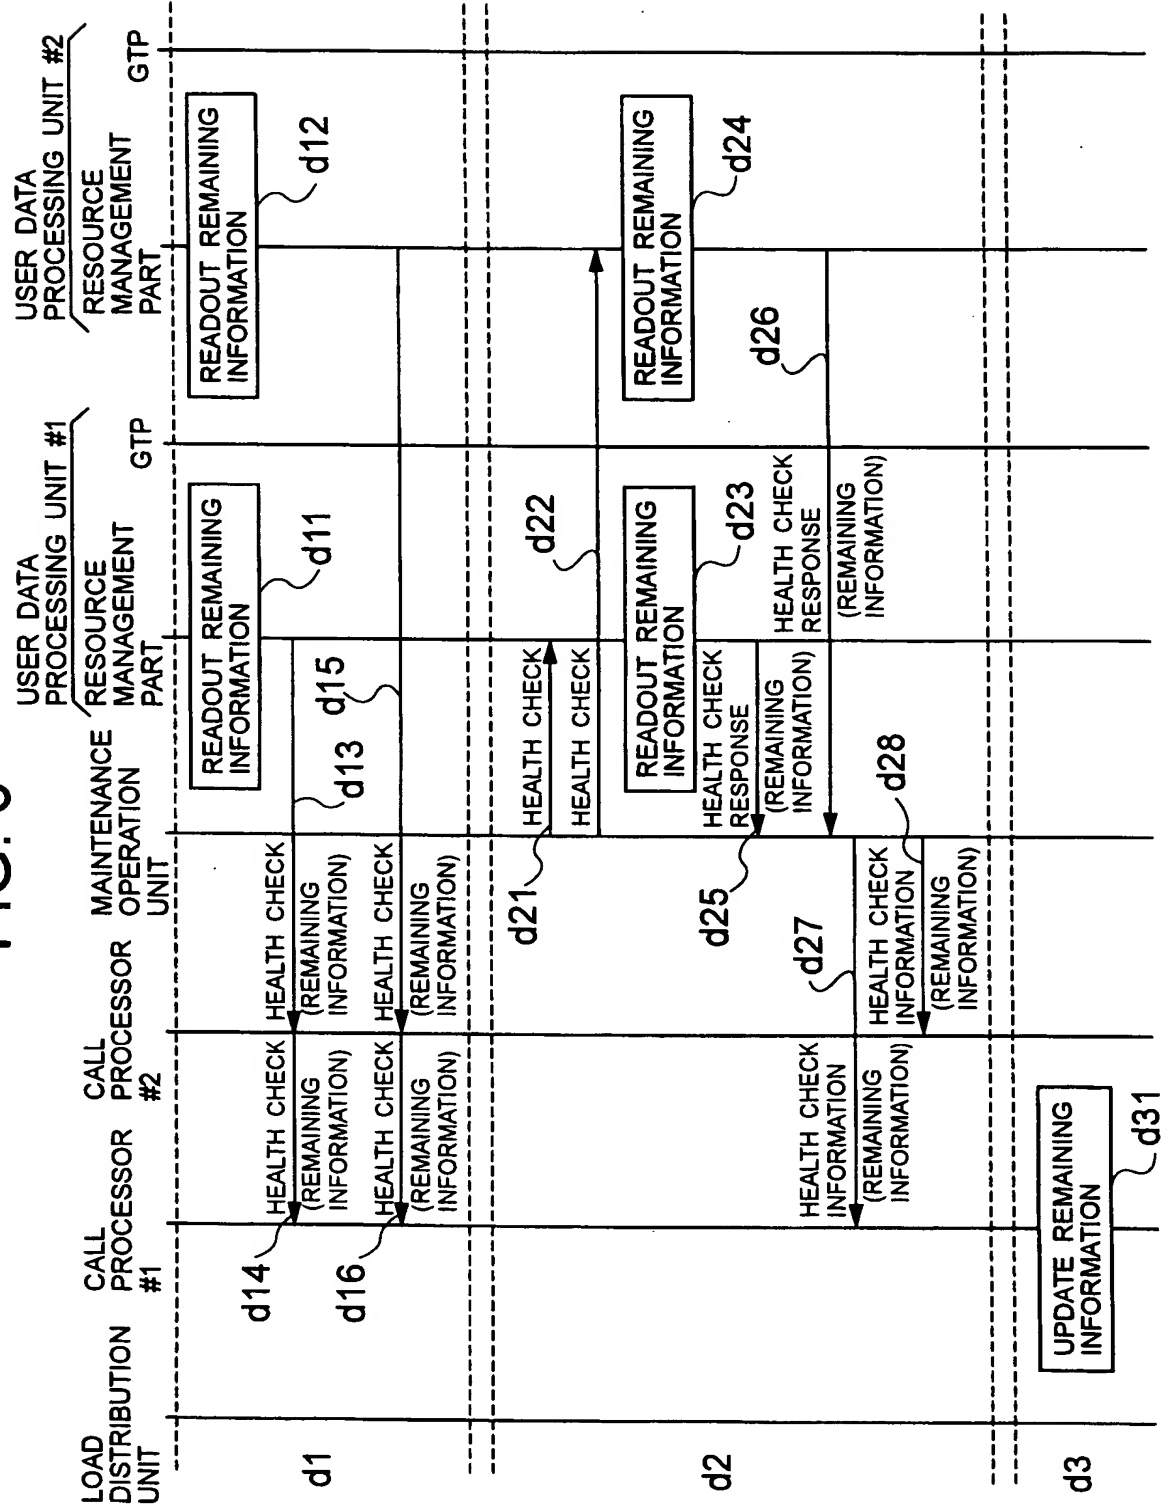 LOAD
DISTRIBUTION
UNIT
CALL
PROCESSOR
#1
CALL
PROCESSOR
#2
MAINTENANCE
OPERATION
UNIT
USER DATA
PROCESSING UNIT #1
RESOURCE
MANAGEMENT
PART
GTP
USER DATA
PROCESSING UNIT #2
RESOURCE
MANAGEMENT
PART
GTP
d1
READOUT REMAINING
INFORMATION
d11
READOUT REMAINING
INFORMATION
d12
d14
HEALTH CHECK
(REMAINING
INFORMATION)
HEALTH CHECK
(REMAINING
INFORMATION)
d13
d16
HEALTH CHECK
(REMAINING
INFORMATION)
HEALTH CHECK
(REMAINING
INFORMATION)
d15
d2
d21
HEALTH CHECK
HEALTH CHECK
d22
READOUT REMAINING
INFORMATION
d23
READOUT REMAINING
INFORMATION
d24
d25
HEALTH CHECK
RESPONSE
(REMAINING
INFORMATION)
HEALTH CHECK
RESPONSE
(REMAINING
INFORMATION)
d26
HEALTH CHECK
INFORMATION
(REMAINING
INFORMATION)
d27
HEALTH CHECK
INFORMATION
(REMAINING
INFORMATION)
d28
d3
UPDATE REMAINING
INFORMATION
d31